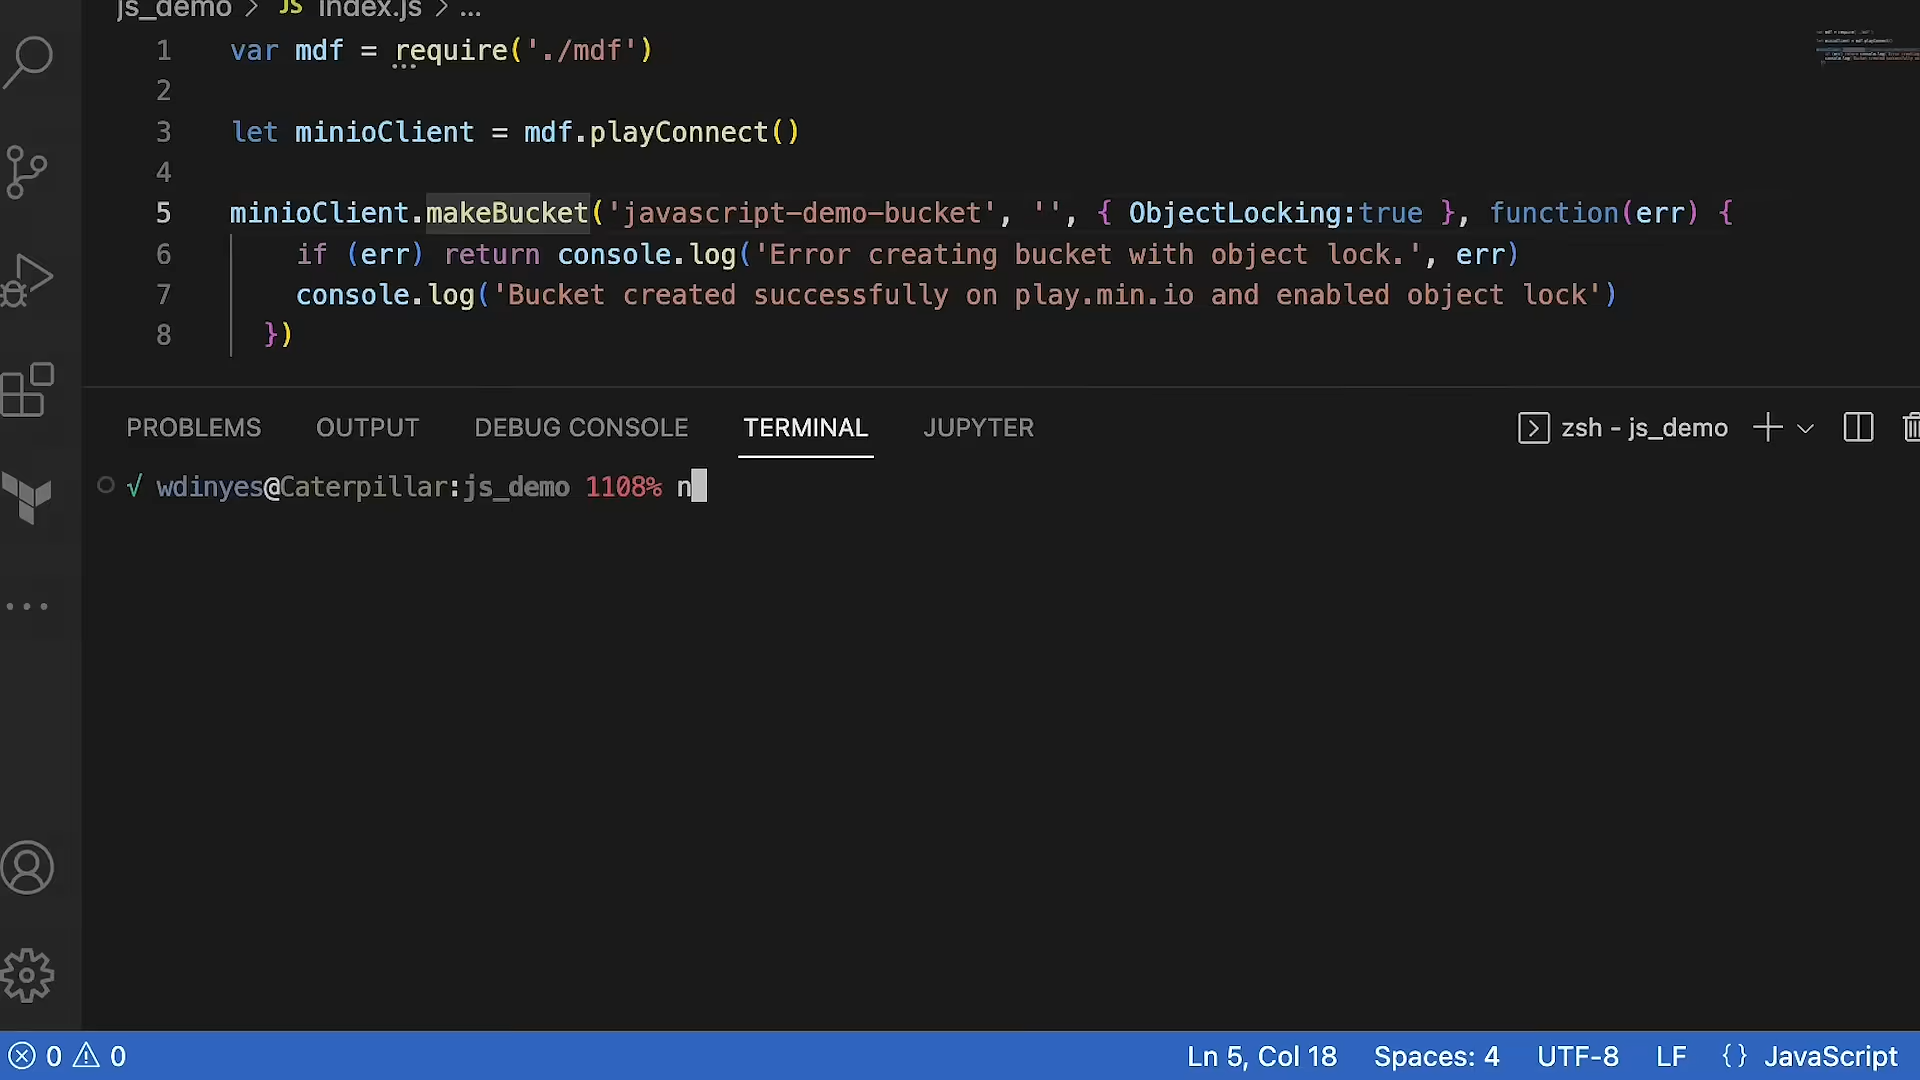 js_demo > JS index.js > ...
1 var mdf = require('./mdf')
2
3 let minioClient = mdf.playConnect()
4
5 minioClient.makeBucket('javascript-demo-bucket', '', { ObjectLocking:true }, function(err) {
6 if (err) return console.log('Error creating bucket with object lock.', err)
7 console.log('Bucket created successfully on play.min.io and enabled object lock')
8 })
PROBLEMS OUTPUT DEBUG CONSOLE TERMINAL JUPYTER zsh - js_demo
√ wdinyes@Caterpillar:js_demo 1108% n
0 0 Ln 5, Col 18 Spaces: 4 UTF-8 LF {} JavaScript